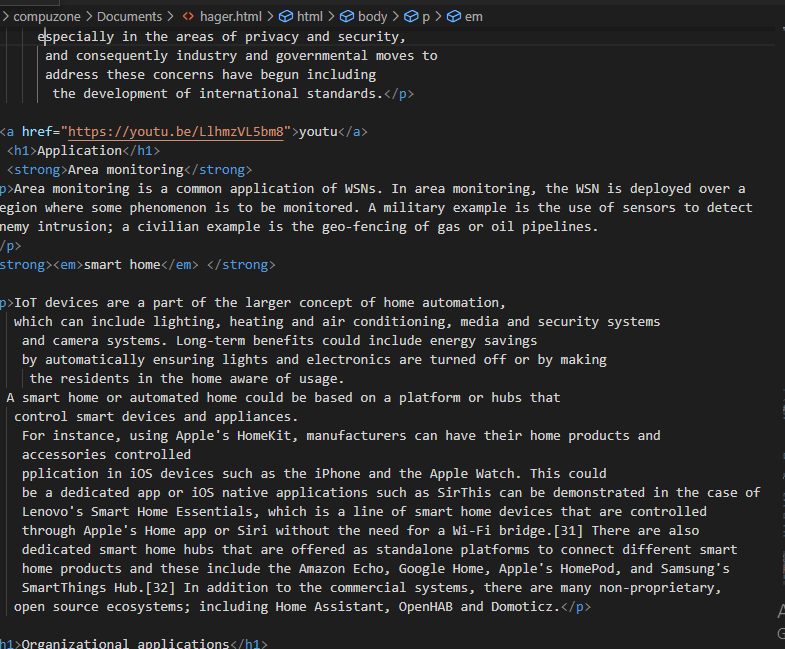 compuzone > Documents > <> hager.html > html > body > p > em
especially in the areas of privacy and security,
and consequently industry and governmental moves to
address these concerns have begun including
the development of international standards.</p>
<a href="https://youtu.be/LlhmzVL5bm8">youtu</a>
<h1>Application</h1>
<strong>Area monitoring</strong>
p>Area monitoring is a common application of WSNs. In area monitoring, the WSN is deployed over a
egion where some phenomenon is to be monitored. A military example is the use of sensors to detect
nemy intrusion; a civilian example is the geo-fencing of gas or oil pipelines.
/p>
strong><em>smart home</em> </strong>
p>IoT devices are a part of the larger concept of home automation,
which can include lighting, heating and air conditioning, media and security systems
and camera systems. Long-term benefits could include energy savings
by automatically ensuring lights and electronics are turned off or by making
the residents in the home aware of usage.
A smart home or automated home could be based on a platform or hubs that
control smart devices and appliances.
For instance, using Apple's HomeKit, manufacturers can have their home products and
accessories controlled
pplication in iOS devices such as the iPhone and the Apple Watch. This could
be a dedicated app or iOS native applications such as SirThis can be demonstrated in the case of
Lenovo's Smart Home Essentials, which is a line of smart home devices that are controlled
through Apple's Home app or Siri without the need for a Wi-Fi bridge.[31] There are also
dedicated smart home hubs that are offered as standalone platforms to connect different smart
home products and these include the Amazon Echo, Google Home, Apple's HomePod, and Samsung's
SmartThings Hub.[32] In addition to the commercial systems, there are many non-proprietary,
open source ecosystems; including Home Assistant, OpenHAB and Domoticz.</p>
h1>Organizational applications</h1>